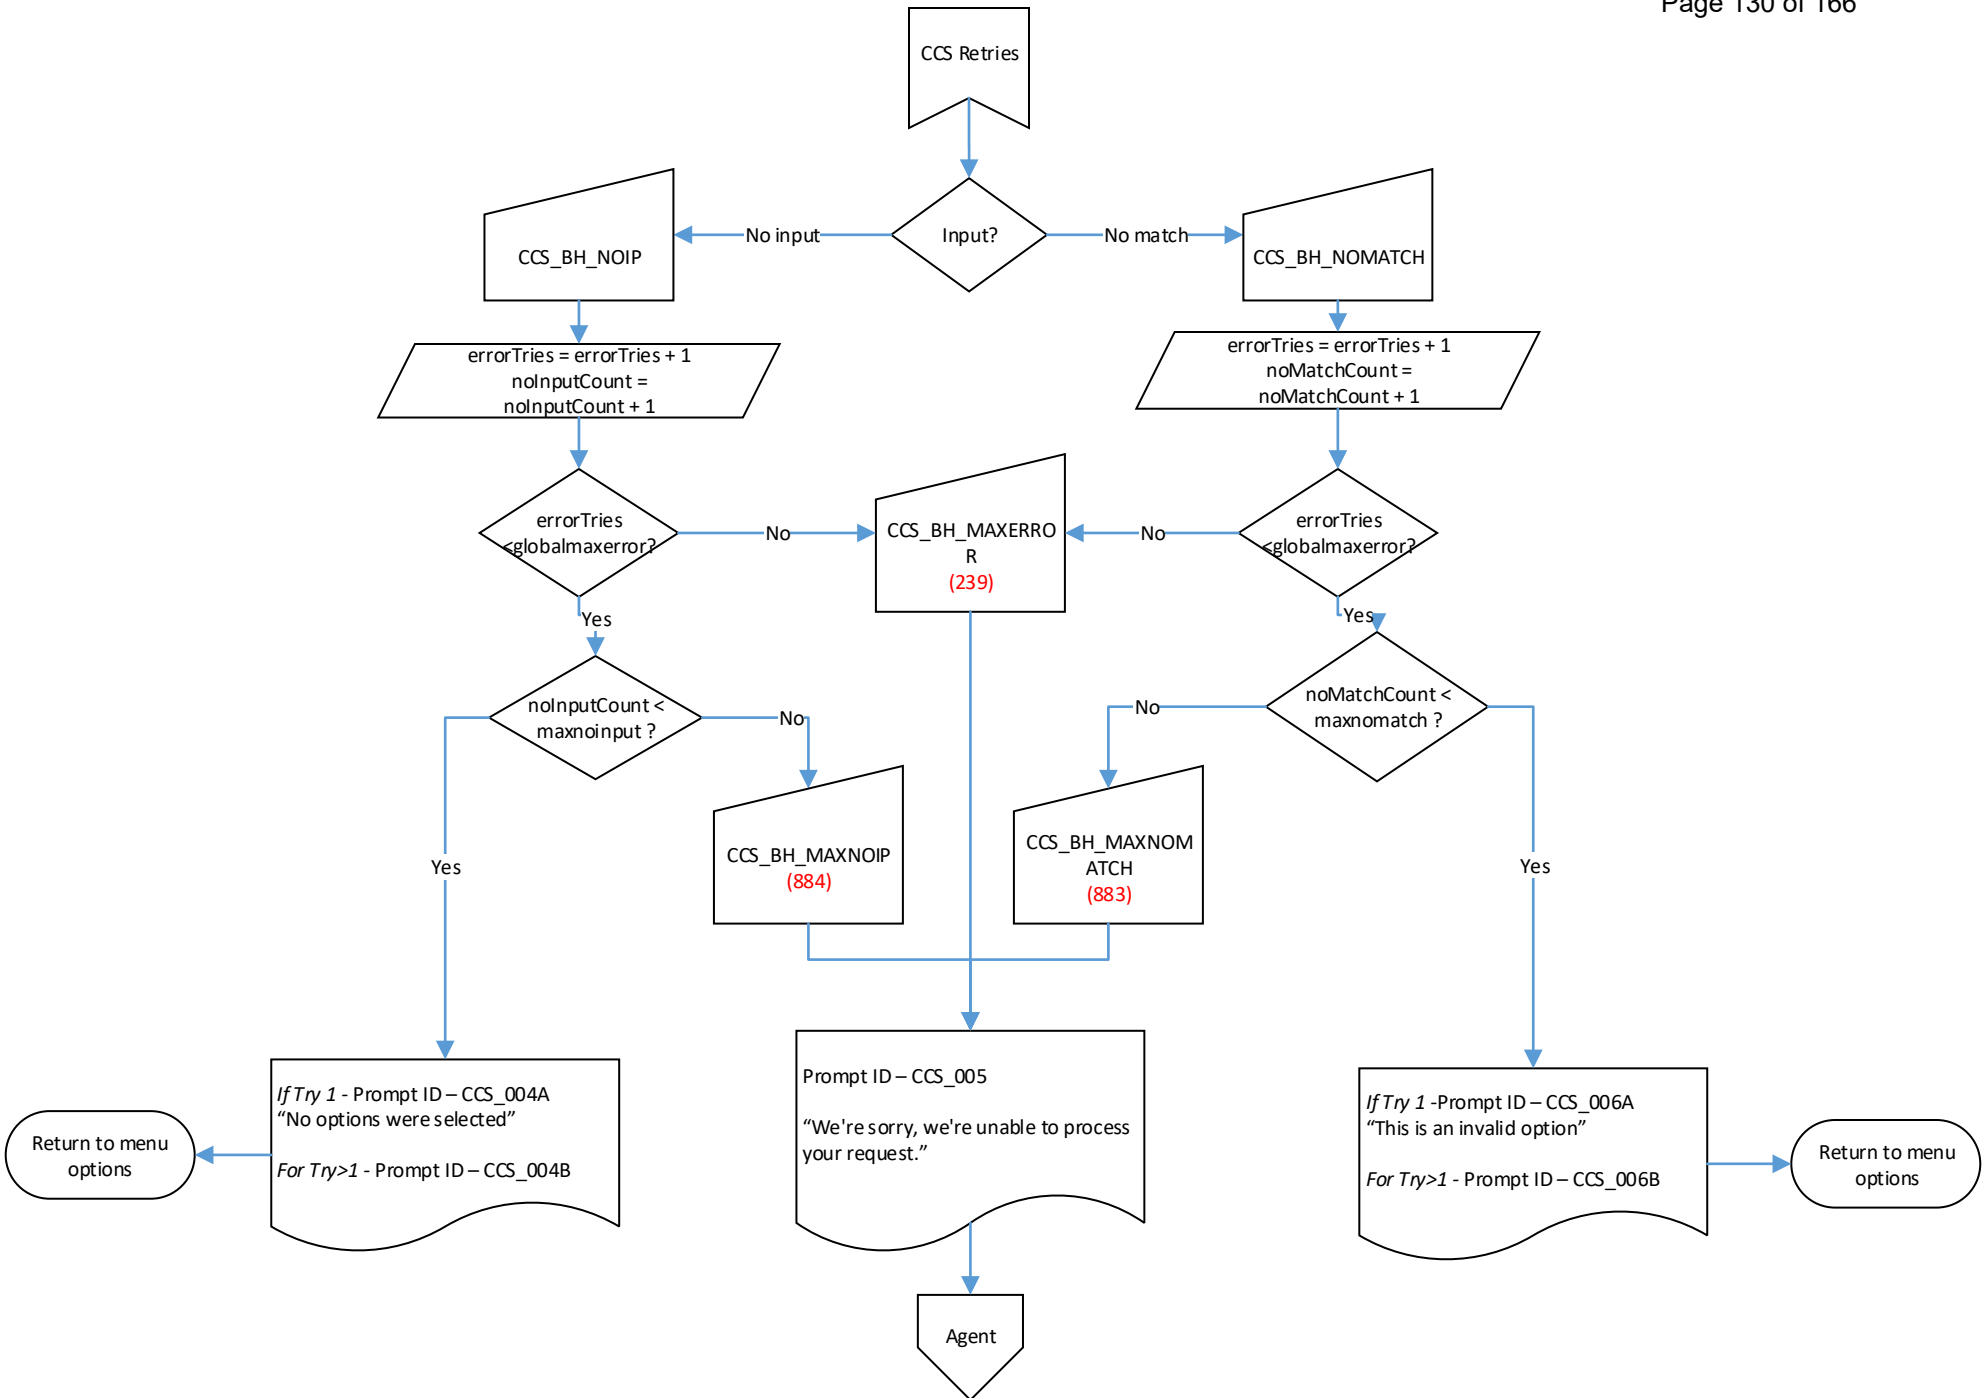 Page 130 of 166
CCS Retries
No input
Input?
No match
CCS_BH_NOIP
CCS_BH_NOMATCH
errorTries = errorTries + 1
noInputCount =
noInputCount + 1
errorTries = errorTries + 1
noMatchCount =
noMatchCount + 1
errorTries
<globalmaxerror?
No
CCS_BH_MAXERRO
R
(239)
No
errorTries
<globalmaxerror?
Yes
Yes
noInputCount <
maxnoinput ?
No
No
noMatchCount <
maxnomatch ?
Yes
CCS_BH_MAXNOIP
(884)
CCS_BH_MAXNOM
ATCH
(883)
Yes
Return to menu
options
If Try 1 - Prompt ID – CCS_004A
“No options were selected”
For Try>1 - Prompt ID – CCS_004B
Prompt ID – CCS_005
“We're sorry, we're unable to process
your request.”
If Try 1 -Prompt ID – CCS_006A
“This is an invalid option”
For Try>1 - Prompt ID – CCS_006B
Return to menu
options
Agent